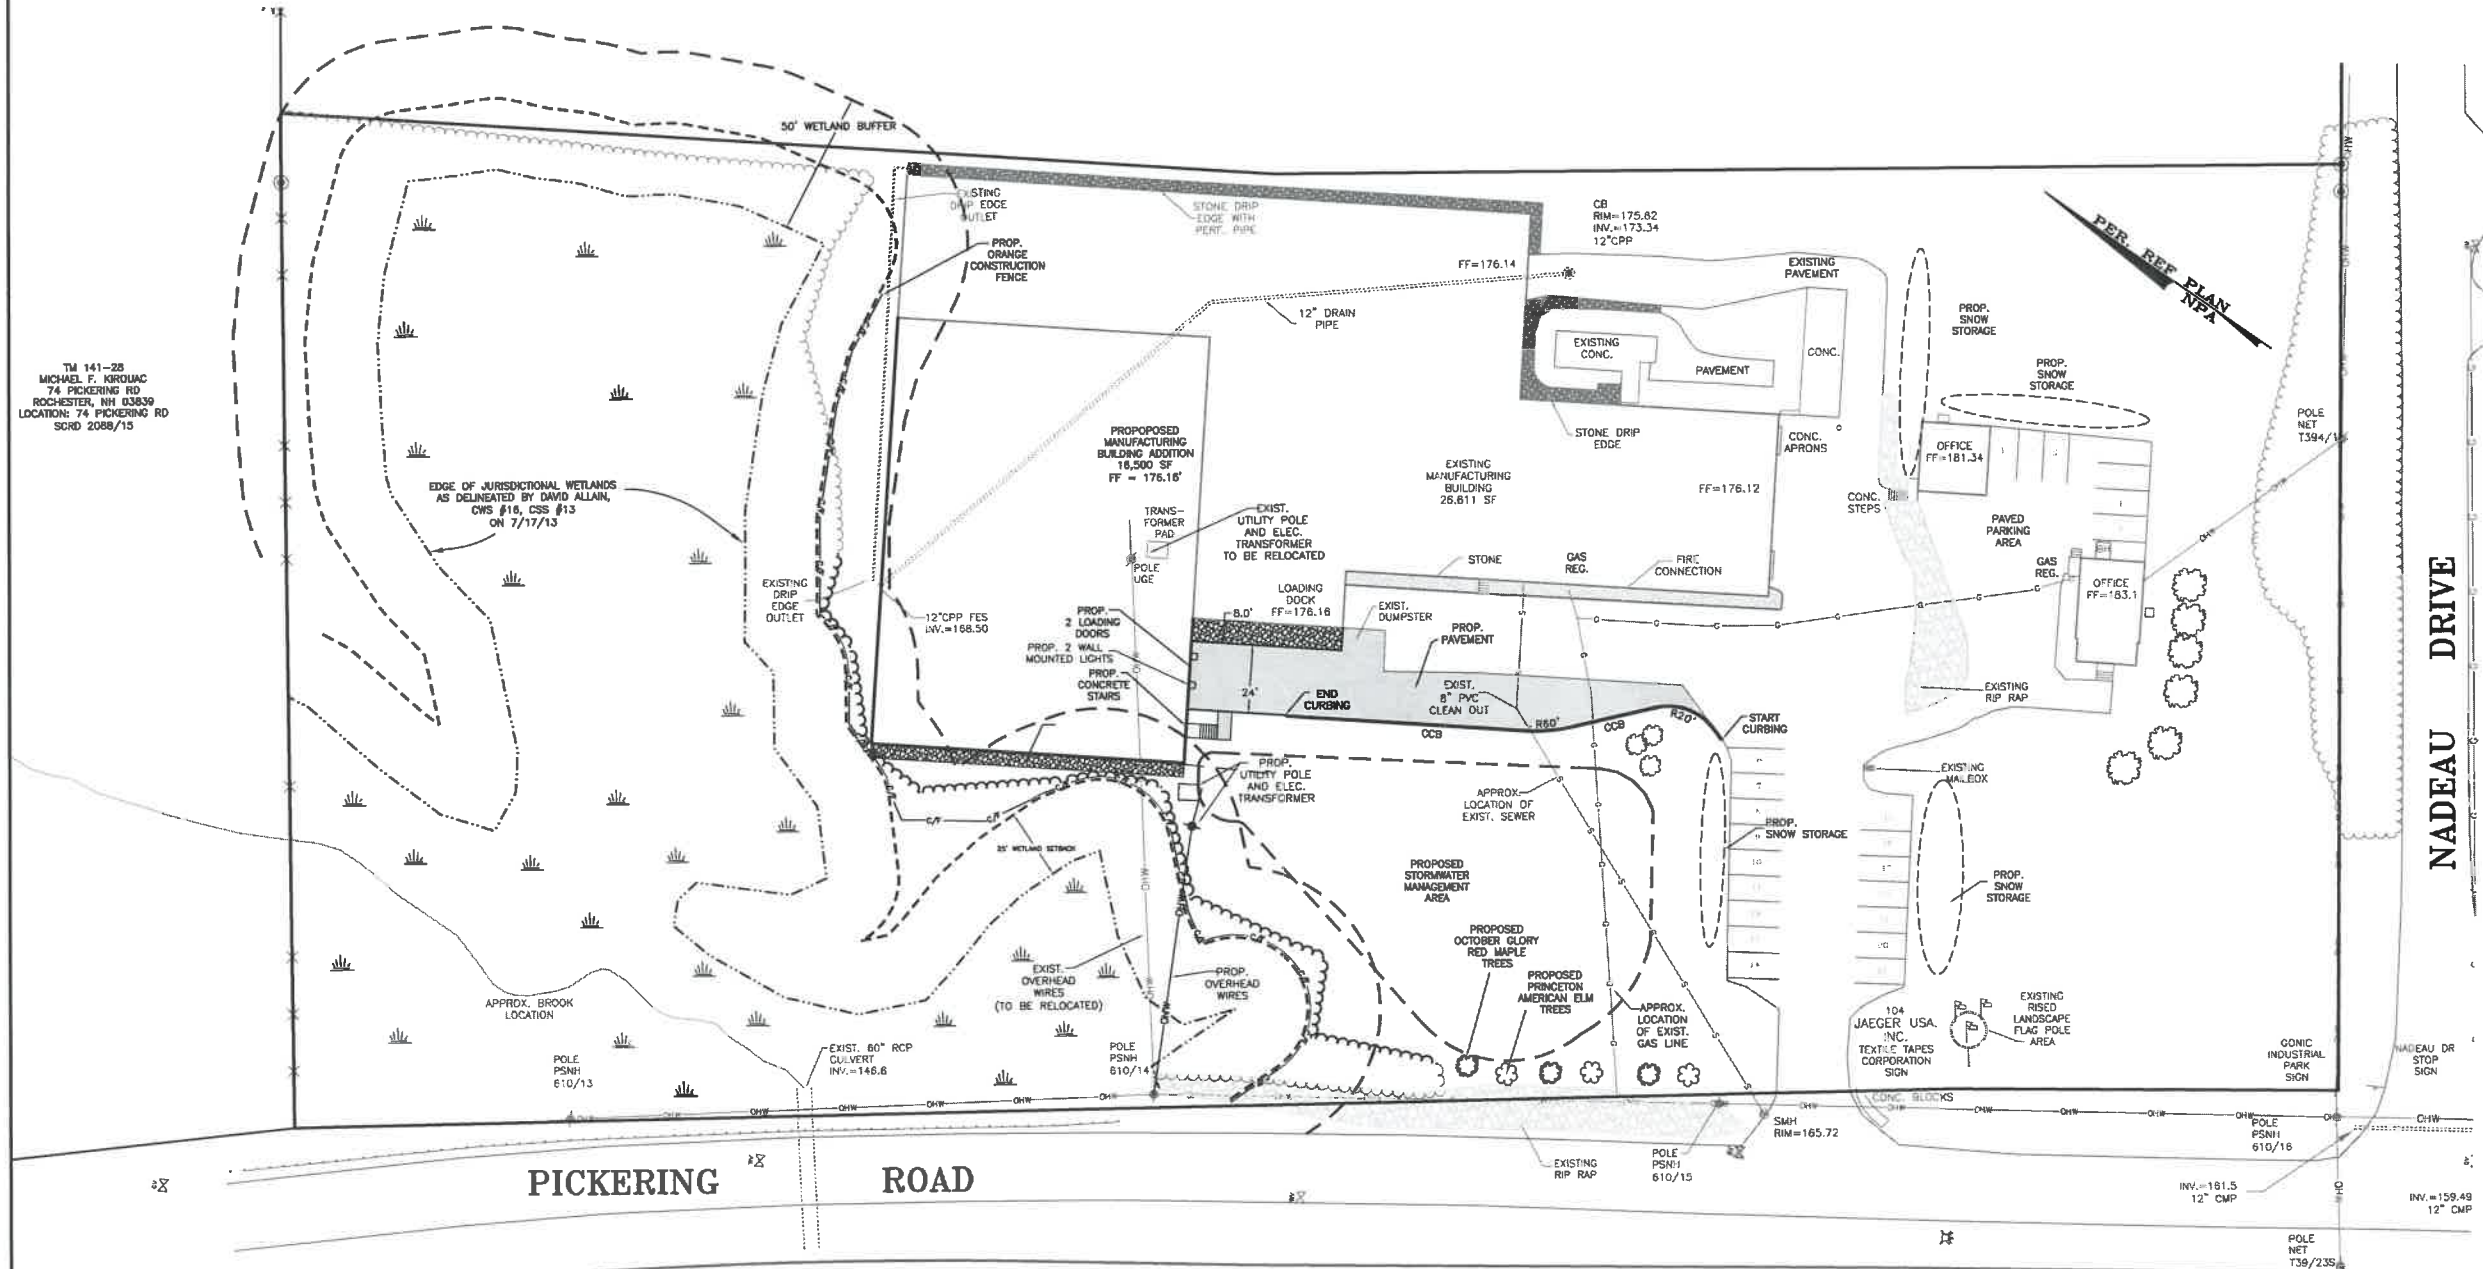 50' WETLAND BUFFER
DRIP EDGE
OUTLET
PROP.
ORANGE
CONSTRUCTION
FENCE
STONE DRIP
EDGE WITH
PERF. PIPE
CB
RIM=175.62
INV.=173.34
12"CPP
FF=176.14
EXISTING
PAVEMENT
PER. REF PLAN
NPA
PROP.
SNOW
STORAGE
12" DRAIN
PIPE
EXISTING
CONC.
PAVEMENT
CONC.
PROP.
SNOW
STORAGE
TM 141-28
MICHAEL F. KIROUAC
74 PICKERING RD
ROCHESTER, NH 03839
LOCATION: 74 PICKERING RD
SCRD 2088/15
POLE
NET
T394/1
PROPOPOSED
MANUFACTURING
BUILDING ADDITION
16,500 SF
FF = 176.16'
STONE DRIP
EDGE
CONC.
APRONS
OFFICE
FF=181.34
EXISTING
MANUFACTURING
BUILDING
26,611 SF
FF=176.12
EDGE OF JURISDICTIONAL WETLANDS
AS DELINEATED BY DAVID ALLAIN,
CWS #16, CSS #13
ON 7/17/13
CONC.
STEPS
TRANS-
FORMER
PAD
EXIST.
UTILITY POLE
AND ELEC.
TRANSFORMER
TO BE RELOCATED
PAVED
PARKING
AREA
POLE
UGE
STONE
GAS
REG.
FIRE
CONNECTION
GAS
REG.
OFFICE
FF=183.1
EXISTING
DRIP
EDGE
OUTLET
12"CPP FES
INV.=168.50
LOADING
DOCK
FF=176.16
8.0'
EXIST.
DUMPSTER
PROP.
2 LOADING
DOORS
PROP. 2 WALL
MOUNTED LIGHTS
PROP.
CONCRETE
STAIRS
PROP.
PAVEMENT
24'
END
CURBING
EXIST.
8" PVC
CLEAN OUT
R60'
R20'
CCB
CCB
START
CURBING
EXISTING
RIP RAP
NADEAU DRIVE
PROP.
UTILITY POLE
AND ELEC.
TRANSFORMER
APPROX.
LOCATION OF
EXIST. SEWER
EXISTING
MAILBOX
25' WETLAND SETBACK
PROP.
SNOW STORAGE
PROPOSED
STORMWATER
MANAGEMENT
AREA
PROP.
SNOW
STORAGE
PROPOSED
OCTOBER GLORY
RED MAPLE
TREES
PROPOSED
PRINCETON
AMERICAN ELM
TREES
APPROX.
LOCATION
OF EXIST.
GAS LINE
EXIST.
OVERHEAD
WIRES
(TO BE RELOCATED)
PROP.
OVERHEAD
WIRES
APPROX. BROOK
LOCATION
104
JAEGER USA.
INC.
TEXTILE TAPES
CORPORATION
SIGN
EXISTING
RISED
LANDSCAPE
FLAG POLE
AREA
GONIC
INDUSTRIAL
PARK
SIGN
NADEAU DR
STOP
SIGN
POLE
PSNH
610/13
EXIST. 60" RCP
CULVERT
INV.=146.6
POLE
PSNH
610/14
CONC. BLOCKS
SMH
RIM=165.72
POLE
PSNH
610/16
EXISTING
RIP RAP
POLE
PSNH
610/15
PICKERING ROAD
INV.=161.5
12" CMP
INV.=159.49
12" CMP
POLE
NET
T39/23S